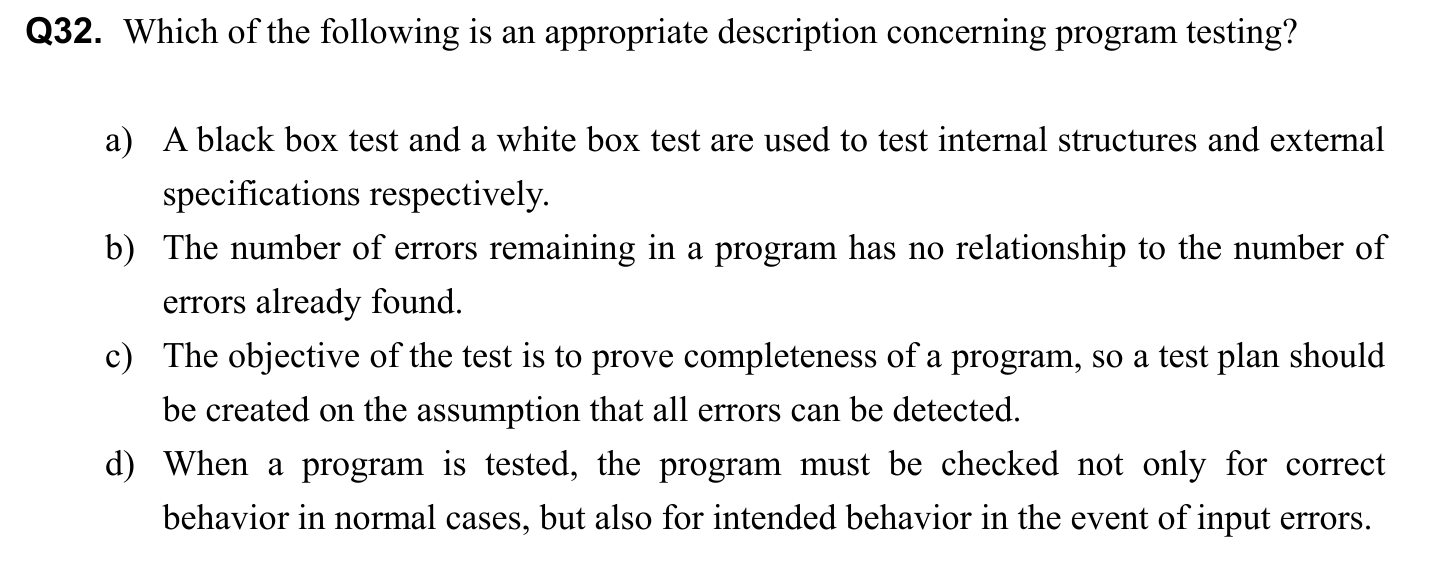 Q32. Which of the following is an appropriate description concerning program testing?
a) A black box test and a white box test are used to test internal structures and external
specifications respectively.
b) The number of errors remaining in a program has no relationship to the number of
errors already found.
c) The objective of the test is to prove completeness of a program, so a test plan should
be created on the assumption that all errors can be detected.
d) When a program is tested, the program must be checked not only for correct
behavior in normal cases, but also for intended behavior in the event of input errors.